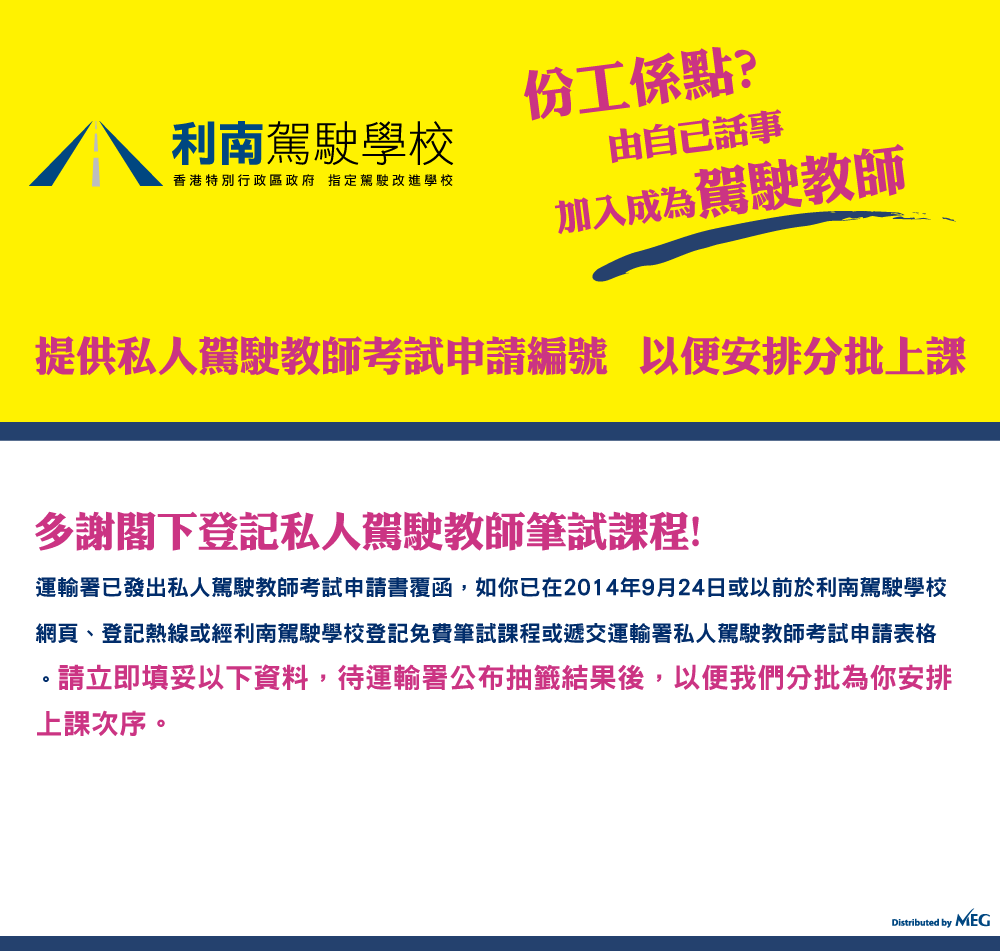 利南駕駛學校
香港特別行政區政府 指定駕駛改進學校
份工係點?
由自己話事
加入成為駕駛教師
提供私人駕駛教師考試申請編號 以便安排分批上課
多謝閣下登記私人駕駛教師筆試課程!
運輸署已發出私人駕駛教師考試申請書覆函，如你已在2014年9月24日或以前於利南駕駛學校
網頁、登記熱線或經利南駕駛學校登記免費筆試課程或遞交運輸署私人駕駛教師考試申請表格
。請立即填妥以下資料，待運輸署公布抽籤結果後，以便我們分批為你安排
上課次序。
Distributed by MEG